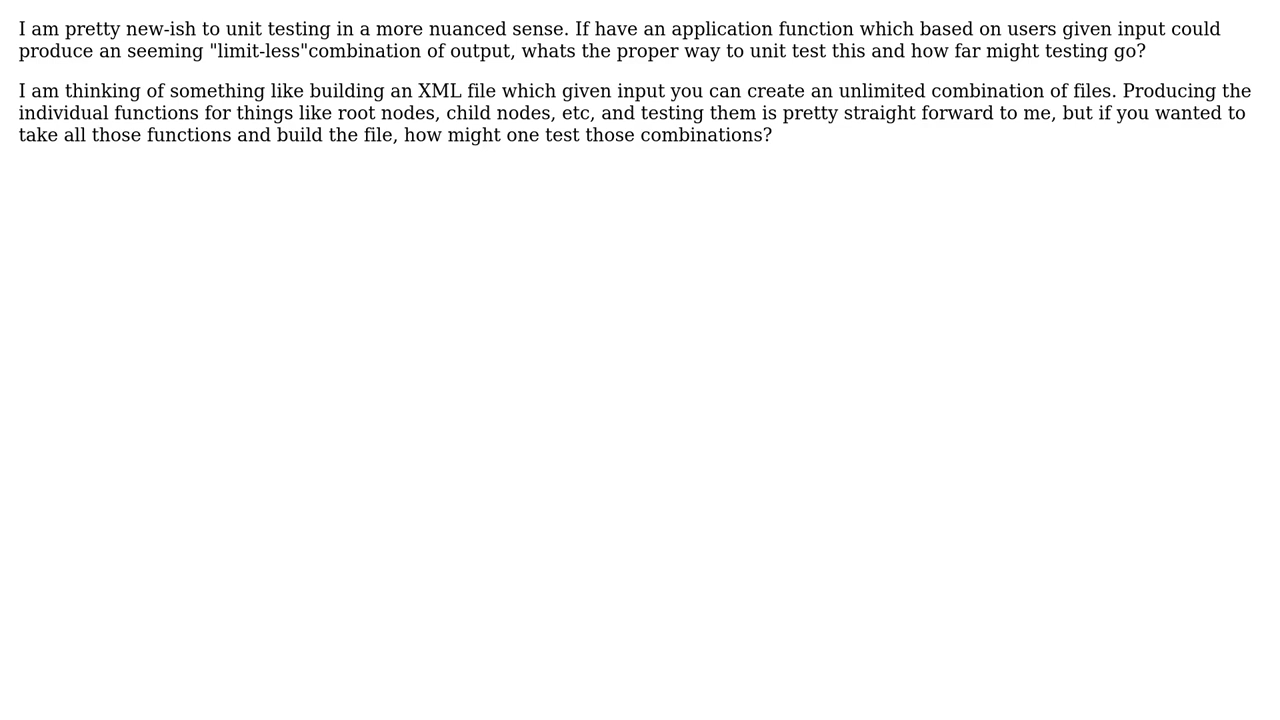 I am pretty new-ish to unit testing in a more nuanced sense. If have an application function which based on users given input could
produce an seeming "limit-less"combination of output, whats the proper way to unit test this and how far might testing go?
I am thinking of something like building an XML file which given input you can create an unlimited combination of files. Producing the
individual functions for things like root nodes, child nodes, etc, and testing them is pretty straight forward to me, but if you wanted to
take all those functions and build the file, how might one test those combinations?